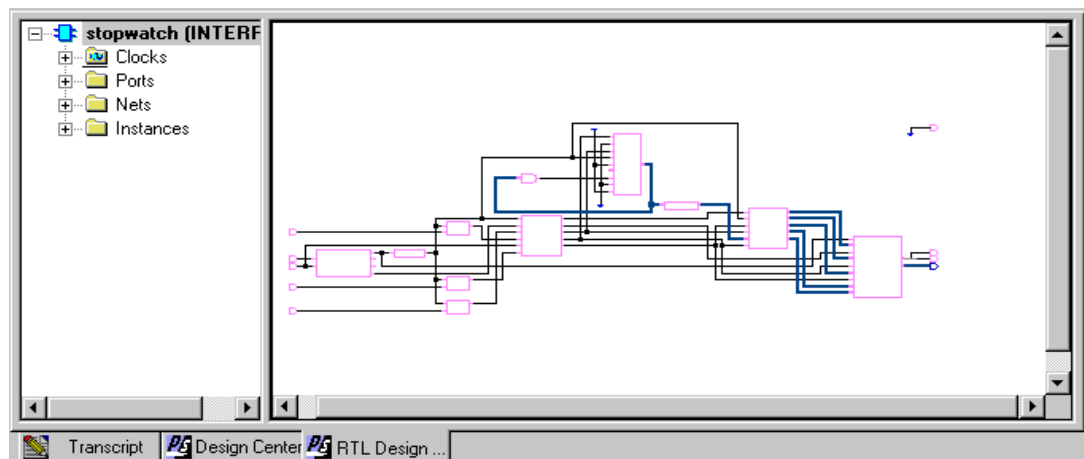 stopwatch (INTERF
Clocks
Ports
Nets
Instances
Transcript
Design Center
RTL Design ...